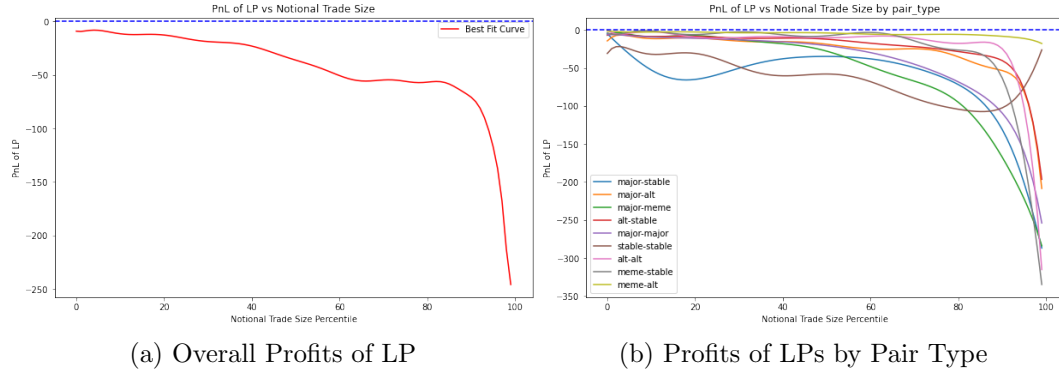 PnL of LP vs Notional Trade Size
0
-50
-100
-150
-200
-250
PnL of LP
Best Fit Curve
0
20
40
60
80
100
Notional Trade Size Percentile
(a) Overall Profits of LP
PnL of LP vs Notional Trade Size by pair_type
0
-50
-100
-150
-200
-250
-300
-350
PnL of LP
major-stable
major-alt
major-meme
alt-stable
major-major
stable-stable
alt-alt
meme-stable
meme-alt
0
20
40
60
80
100
Notional Trade Size Percentile
(b) Profits of LPs by Pair Type